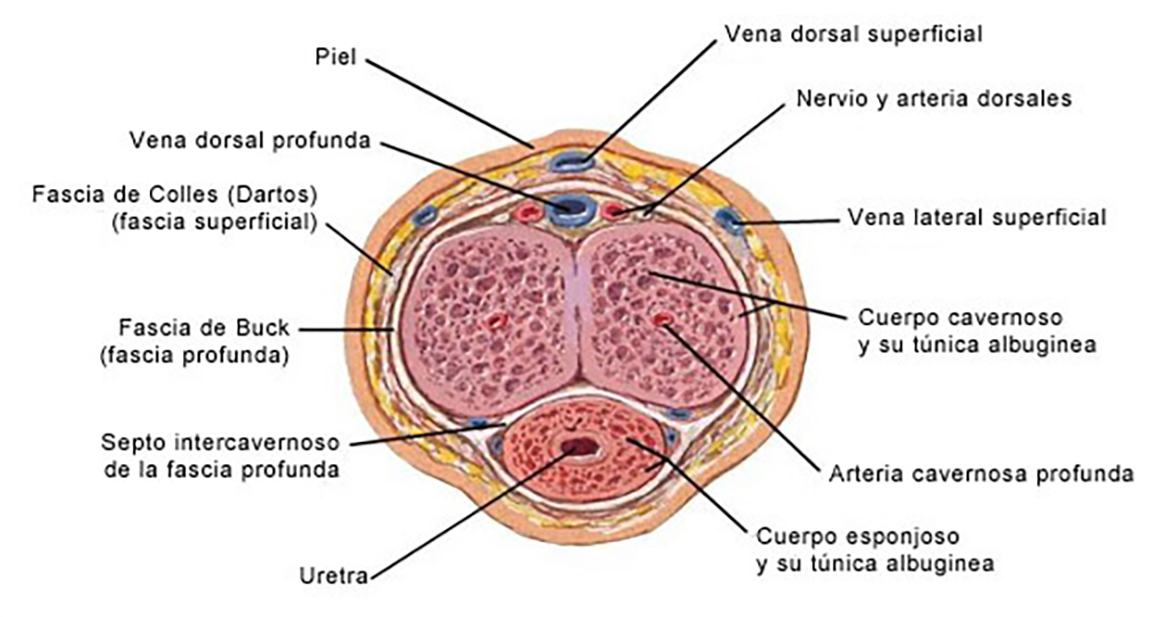 Vena dorsal superficial
Piel
Nervio y arteria dorsales
Vena dorsal profunda
Fascia de Colles (Dartos)
(fascia superficial)
Vena lateral superficial
Fascia de Buck
(fascia profunda)
Cuerpo cavernoso
y su túnica albuginea
Septo intercavernoso
de la fascia profunda
Arteria cavernosa profunda
Cuerpo esponjoso
y su túnica albuginea
Uretra